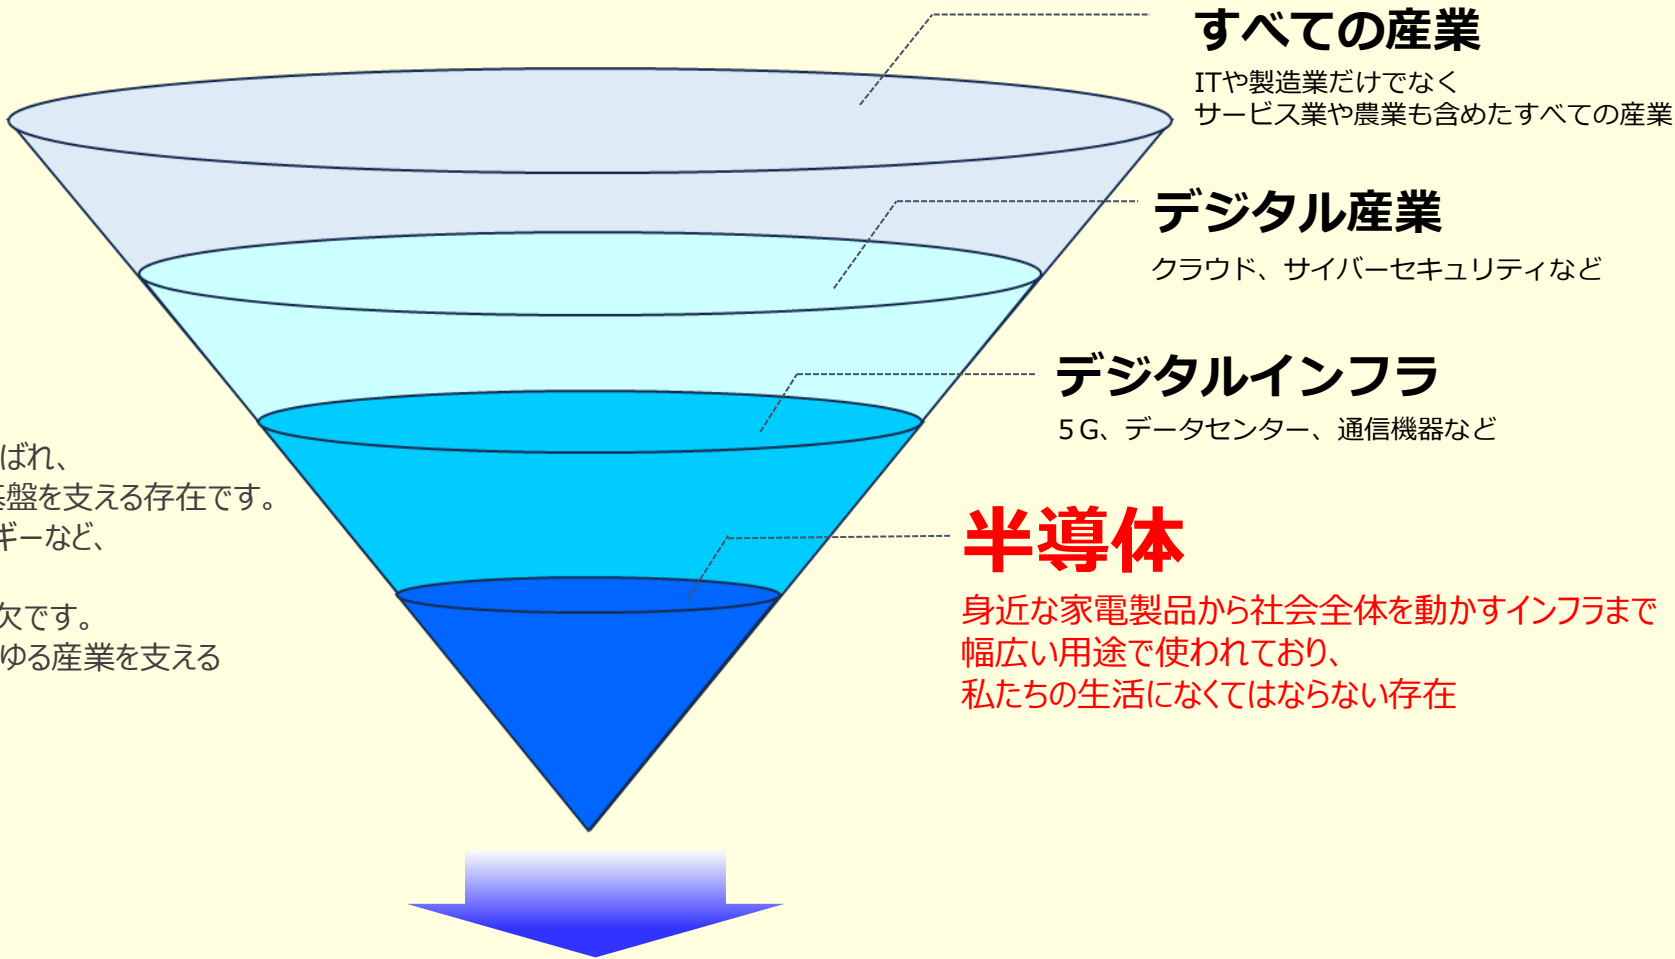 すべての産業
ITや製造業だけでなく
サービス業や農業も含めたすべての産業
デジタル産業
クラウド、サイバーセキュリティなど
デジタルインフラ
5G、データセンター、通信機器など
ばれ、
基盤を支える存在です。
ギーなど、
欠です。
ゆる産業を支える
半導体
身近な家電製品から社会全体を動かすインフラまで
幅広い用途で使われており、
私たちの生活になくてはならない存在